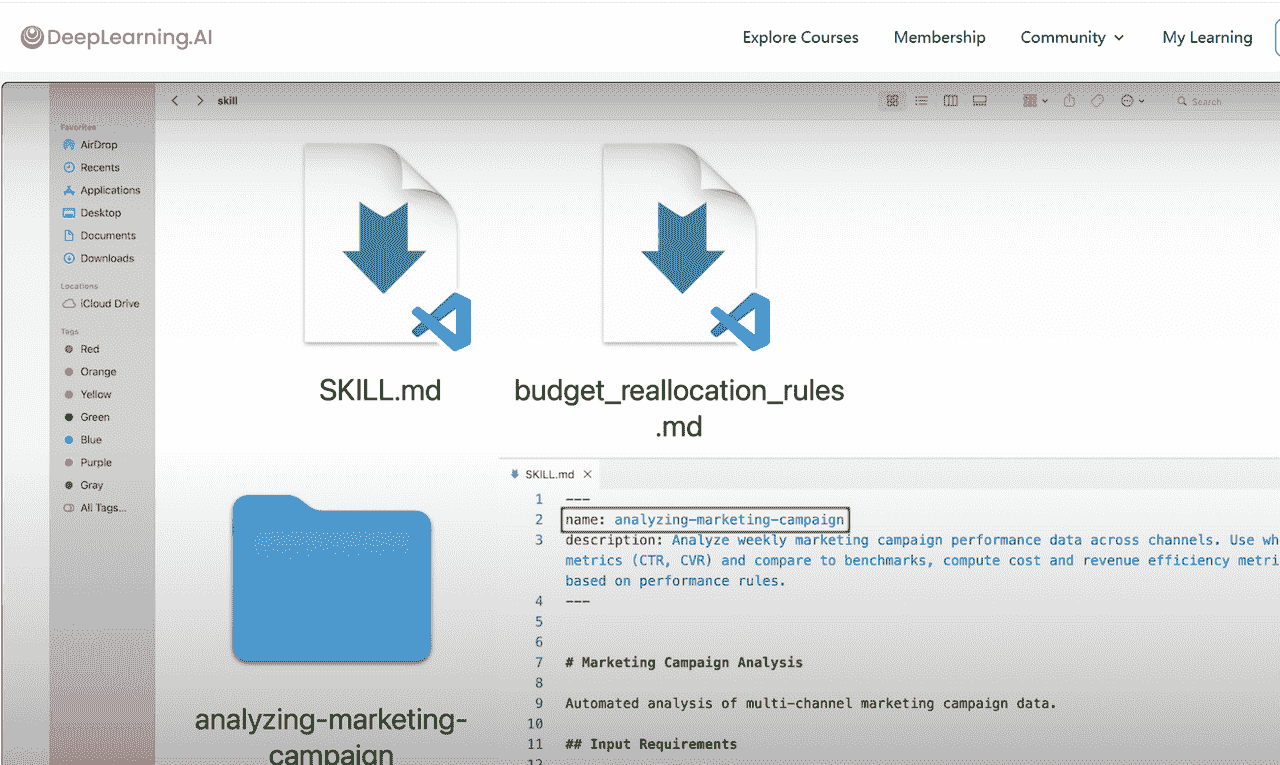 DeepLearning.AI
Explore Courses
Membership
Community
My Learning
skill
Search
Favorites
AirDrop
Recents
Applications
Desktop
Documents
Downloads
Locations
iCloud Drive
Tags
Red
Orange
Yellow
Green
Blue
Purple
Gray
All Tags...
SKILL.md
budget_reallocation_rules
.md
analyzing-marketing-
campaign
SKILL.md
1 ---
2 name: analyzing-marketing-campaign
3 description: Analyze weekly marketing campaign performance data across channels. Use
metrics (CTR, CVR) and compare to benchmarks, compute cost and revenue efficiency
based on performance rules.
4 ---
5
6
7 # Marketing Campaign Analysis
8
9 Automated analysis of multi-channel marketing campaign data.
10
11 ## Input Requirements
12